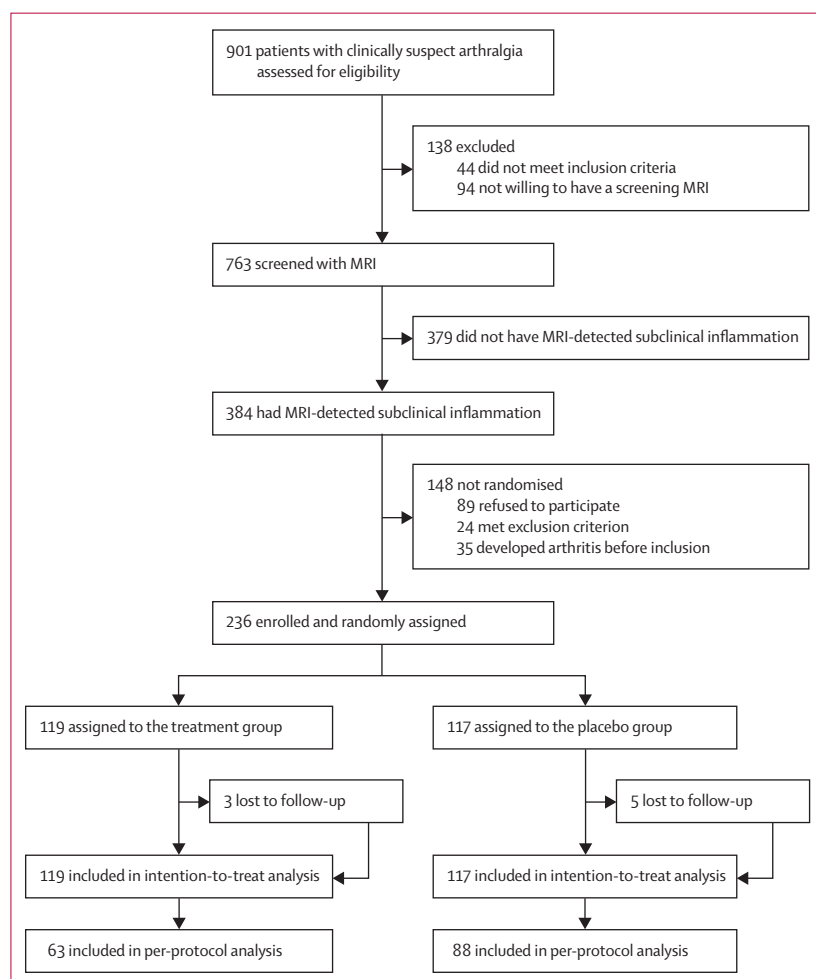 901 patients with clinically suspect arthralgia
assessed for eligibility
138 excluded
44 did not meet inclusion criteria
94 not willing to have a screening MRI
763 screened with MRI
379 did not have MRI-detected subclinical inflammation
384 had MRI-detected subclinical inflammation
148 not randomised
89 refused to participate
24 met exclusion criterion
35 developed arthritis before inclusion
236 enrolled and randomly assigned
119 assigned to the treatment group
117 assigned to the placebo group
3 lost to follow-up
5 lost to follow-up
119 included in intention-to-treat analysis
117 included in intention-to-treat analysis
63 included in per-protocol analysis
88 included in per-protocol analysis